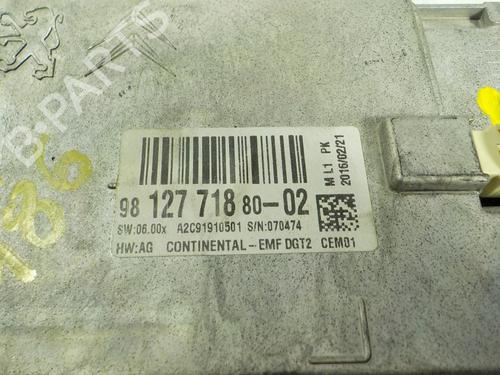 B-PARTS
98 127 718 80-02
SW:06.00x A2C91910501 S/N:070474
HW:AG CONTINENTAL-EMF DGT2 CEM01
M L1 PK
2016/02/21